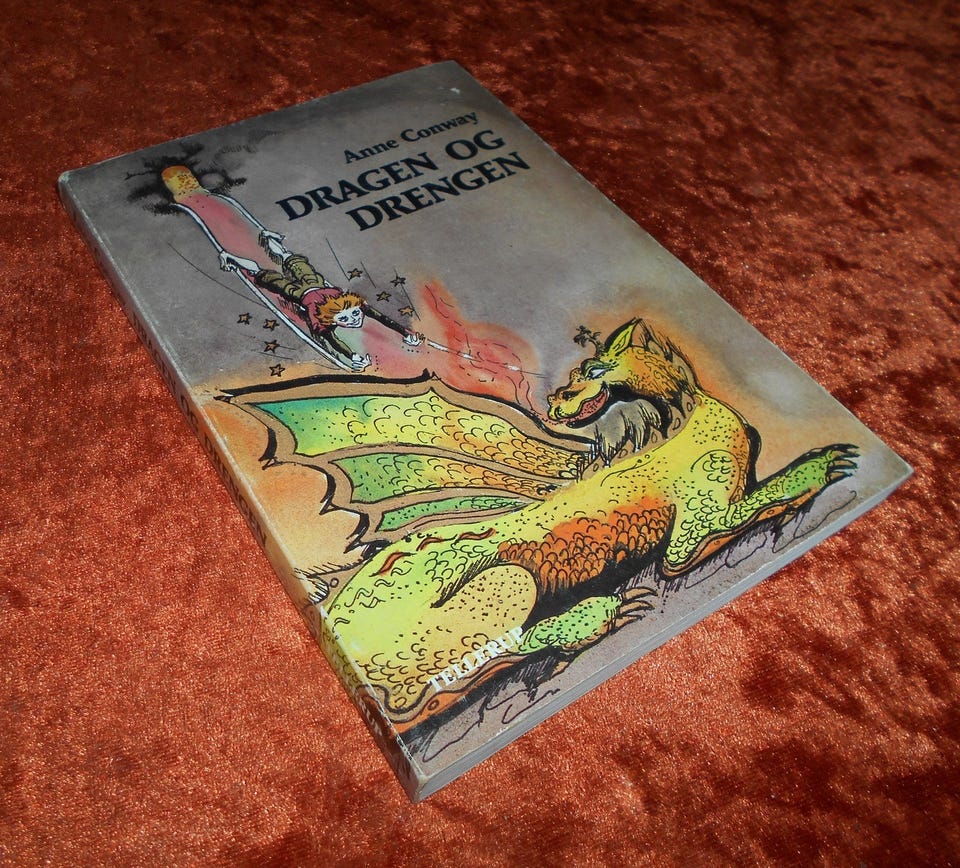 Anne Conway
DRAGEN OG
DRENGEN
TELLERUP